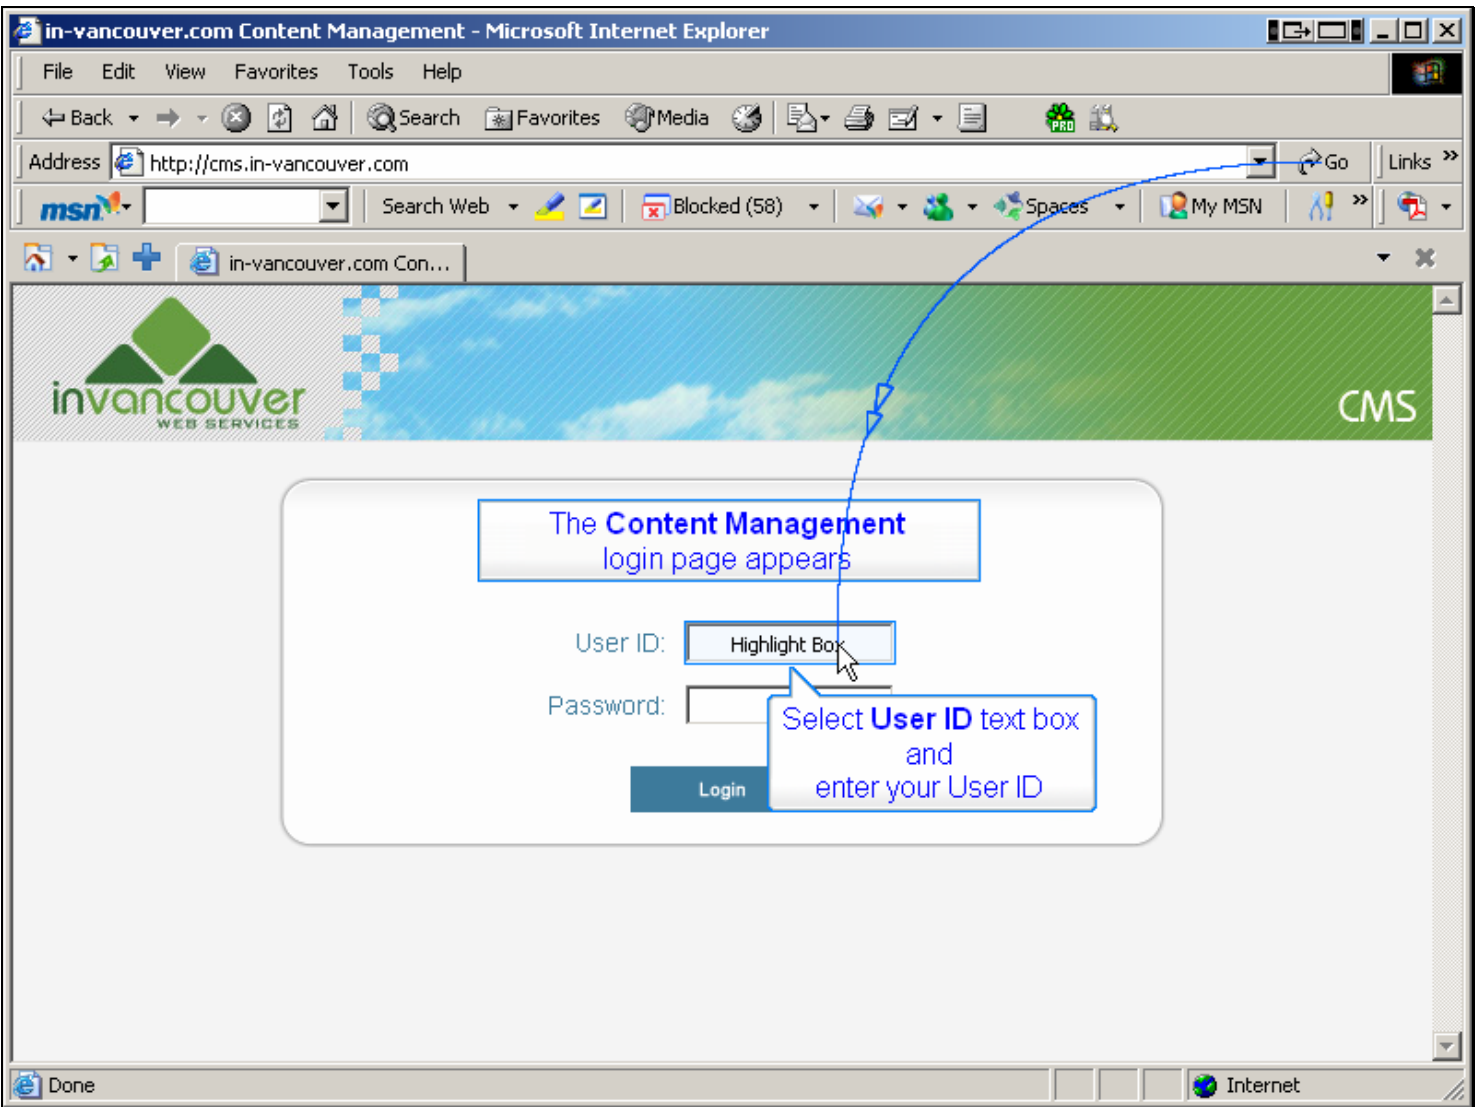 in-vancouver.com Content Management - Microsoft Internet Explorer
File Edit View Favorites Tools Help
Back Search Favorites Media PRO
Address http://cms.in-vancouver.com Go Links »
msn Search Web Blocked (58) Spaces My MSN »
in-vancouver.com Con...
invancouver
WEB SERVICES
CMS
The Content Management
login page appears
User ID: Highlight Box
Password:
Select User ID text box
and
enter your User ID
Login
Done Internet